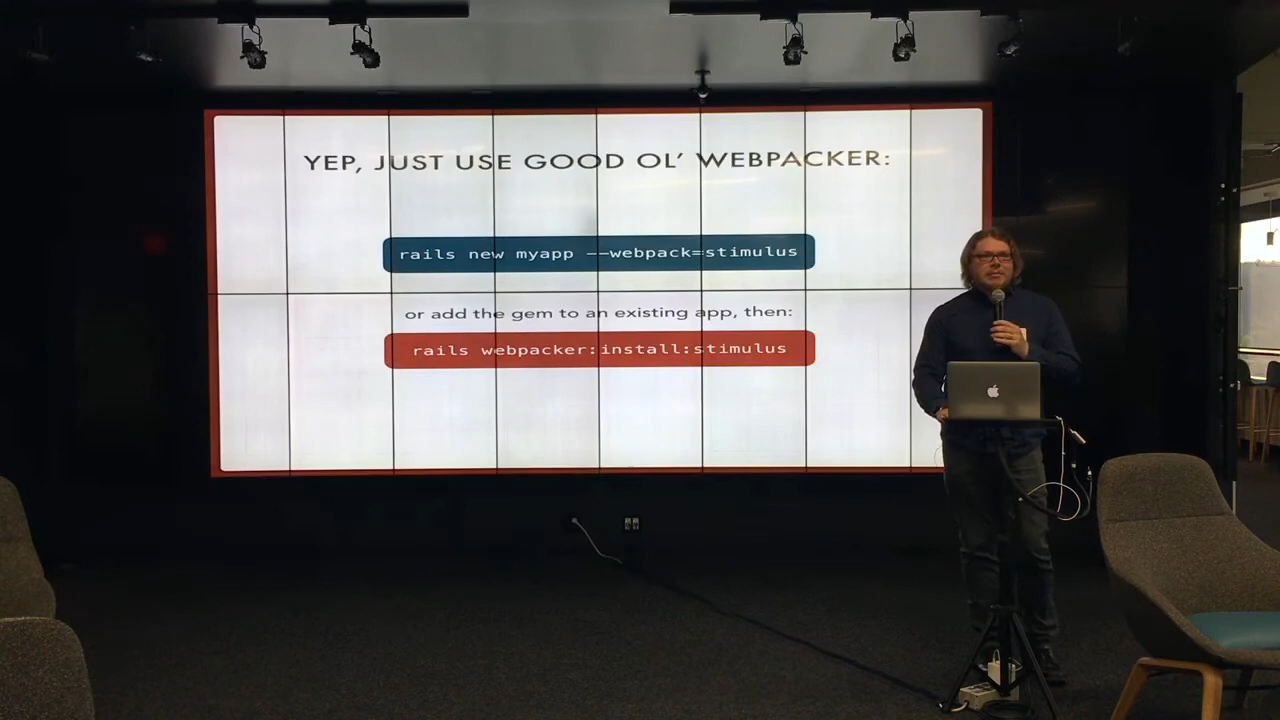 YEP, JUST USE GOOD OL’ WEBPACKER:
rails new myapp --webpack=stimulus
or add the gem to an existing app, then:
rails webpacker:install:stimulus